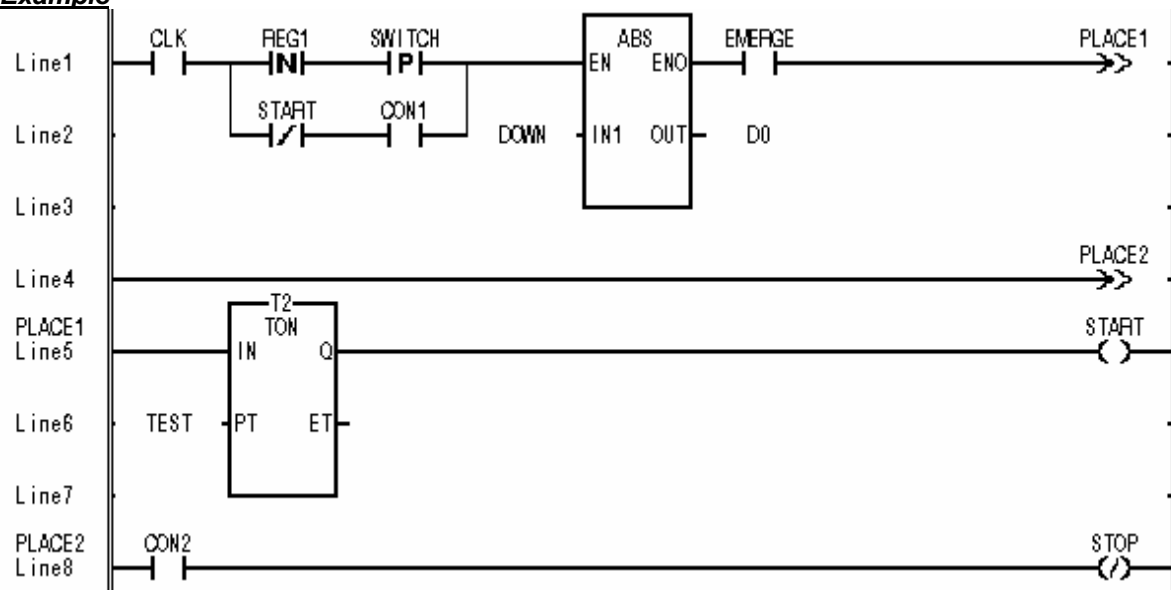 Example
CLK REG1 SWITCH ABS EMERGE PLACE1
Line1 N P EN ENO
START CON1
Line2 DOWN IN1 OUT D0
Line3
PLACE2
Line4
T2
PLACE1 TON START
Line5 IN Q
Line6 TEST PT ET
Line7
PLACE2 CON2 STOP
Line8